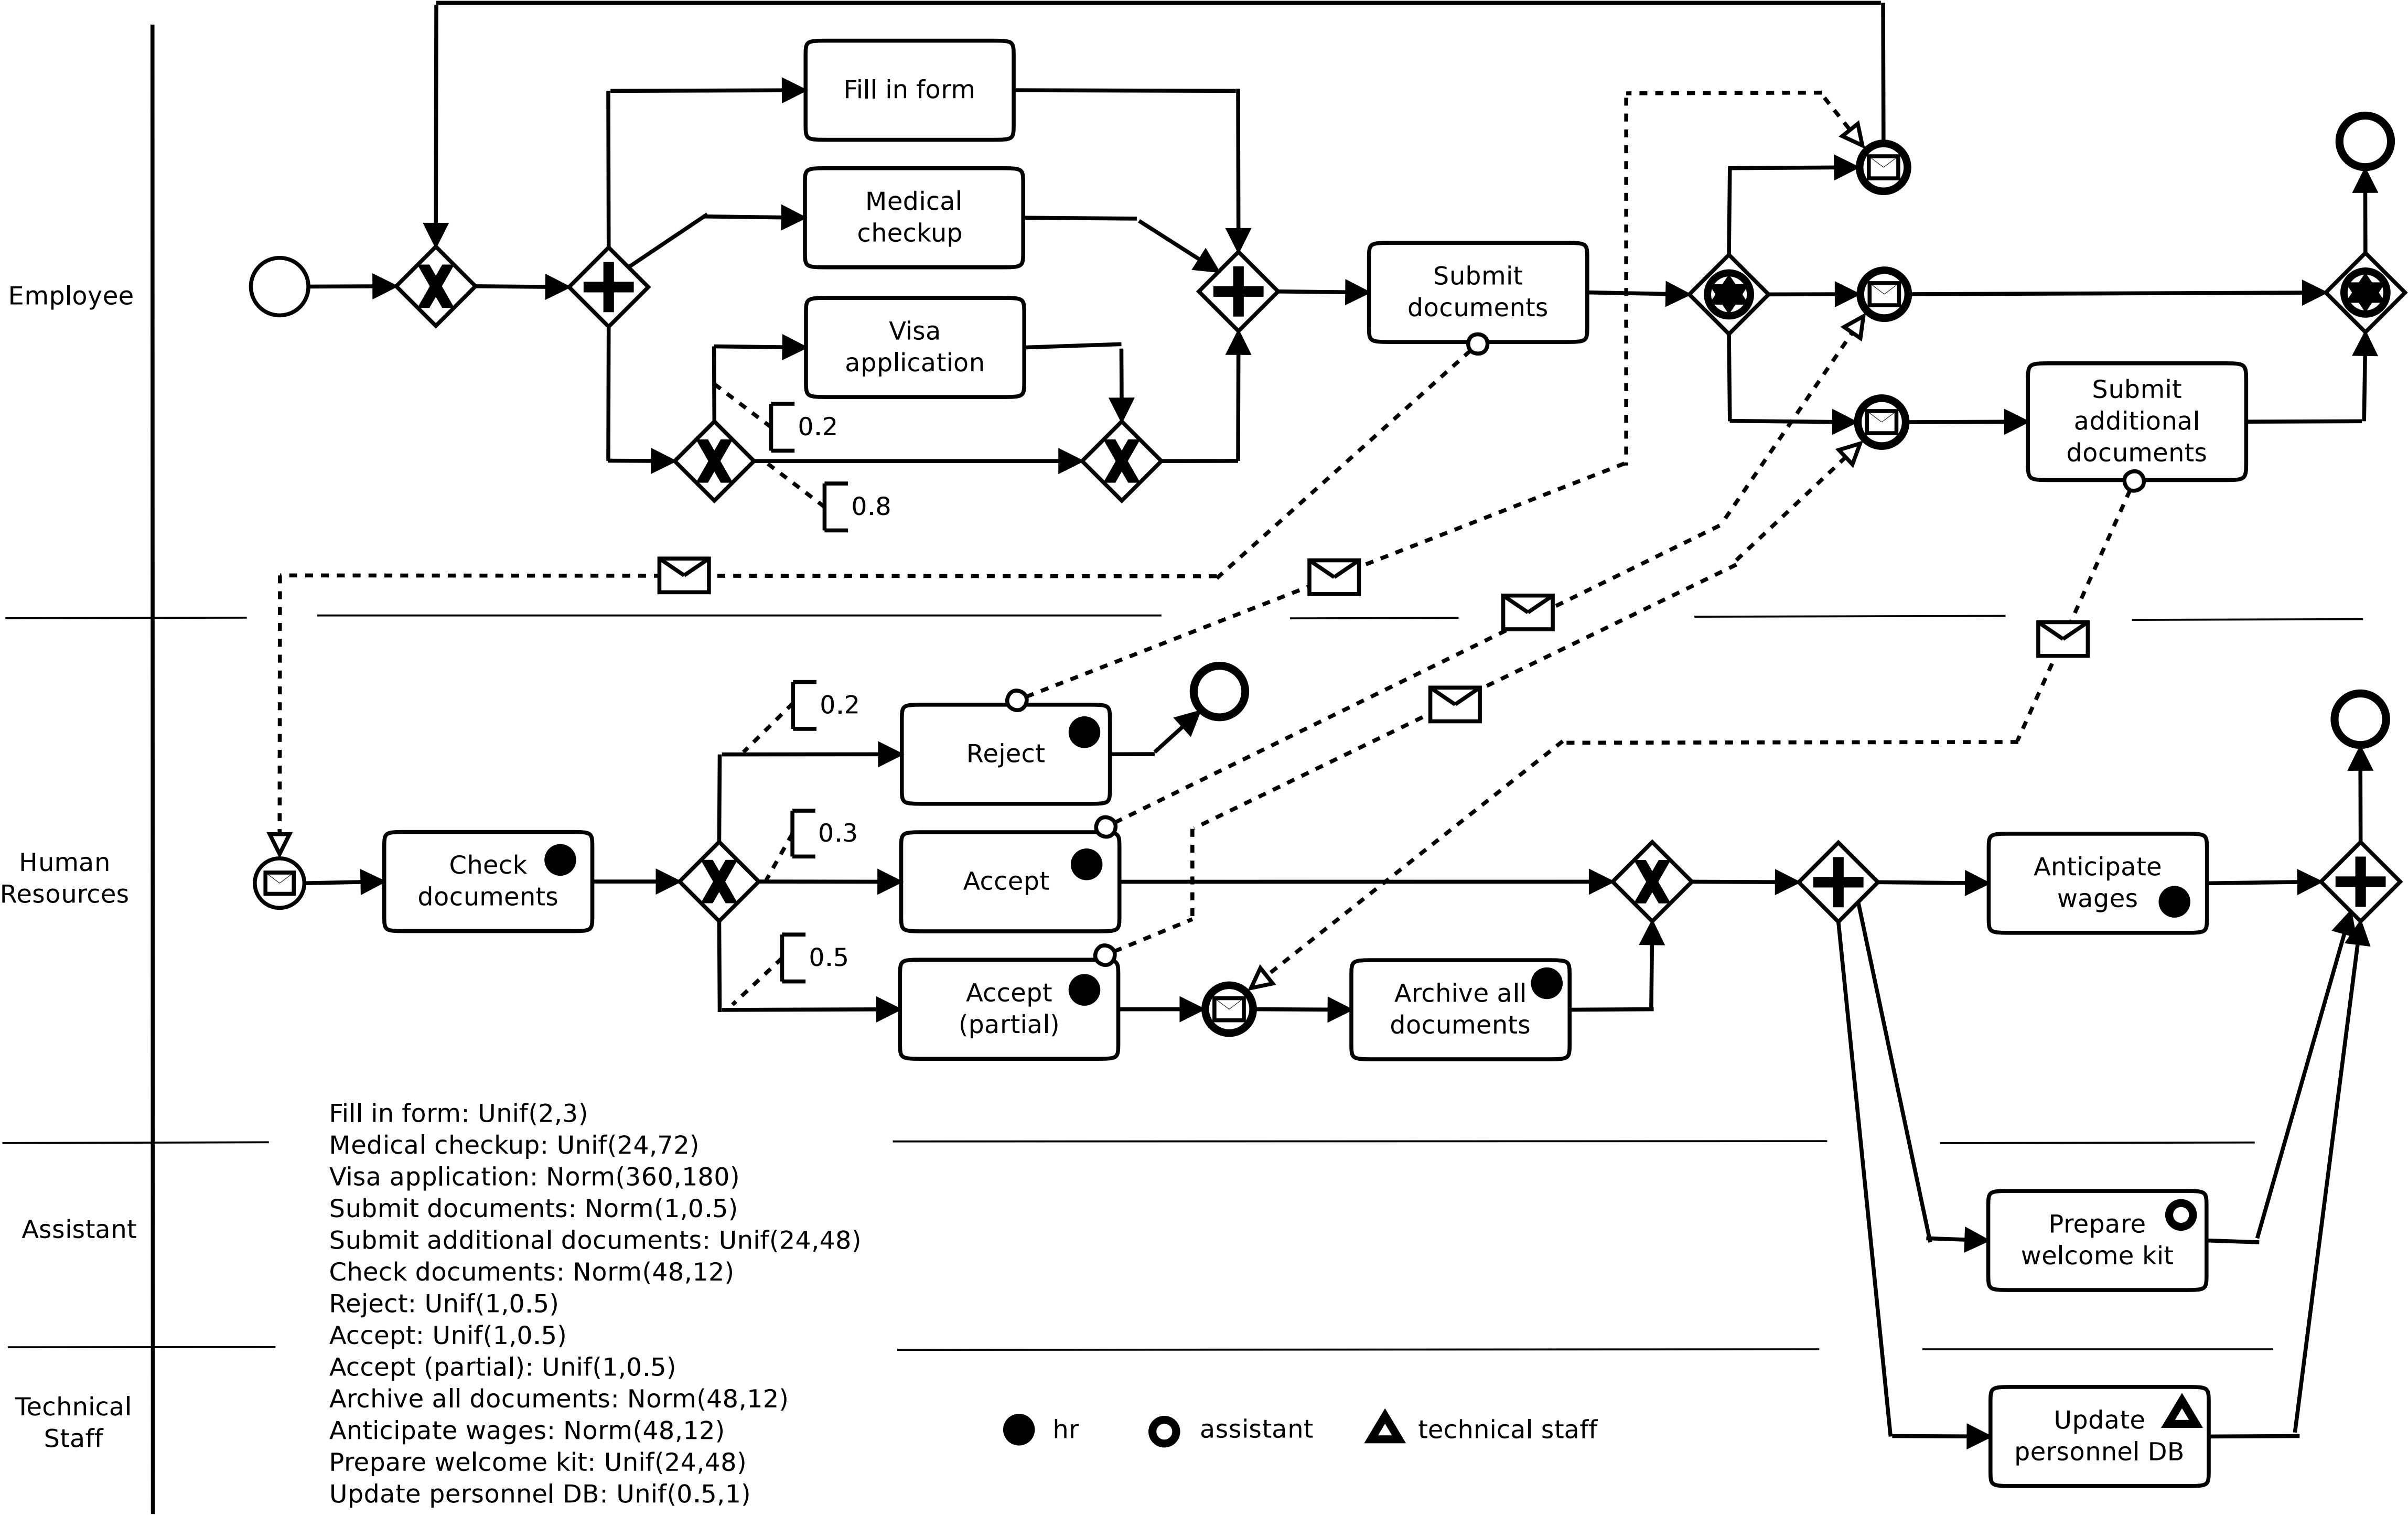 Employee
Fill in form
Medical
checkup
Visa
application
0.2
0.8
Submit
documents
Submit
additional
documents
Human
Resources
Check
documents
0.2
0.3
0.5
Reject
Accept
Accept
(partial)
Archive all
documents
Anticipate
wages
Assistant
Prepare
welcome kit
Technical
Staff
Update
personnel DB
Fill in form: Unif(2,3)
Medical checkup: Unif(24,72)
Visa application: Norm(360,180)
Submit documents: Norm(1,0.5)
Submit additional documents: Unif(24,48)
Check documents: Norm(48,12)
Reject: Unif(1,0.5)
Accept: Unif(1,0.5)
Accept (partial): Unif(1,0.5)
Archive all documents: Norm(48,12)
Anticipate wages: Norm(48,12)
Prepare welcome kit: Unif(24,48)
Update personnel DB: Unif(0.5,1)
hr
assistant
technical staff